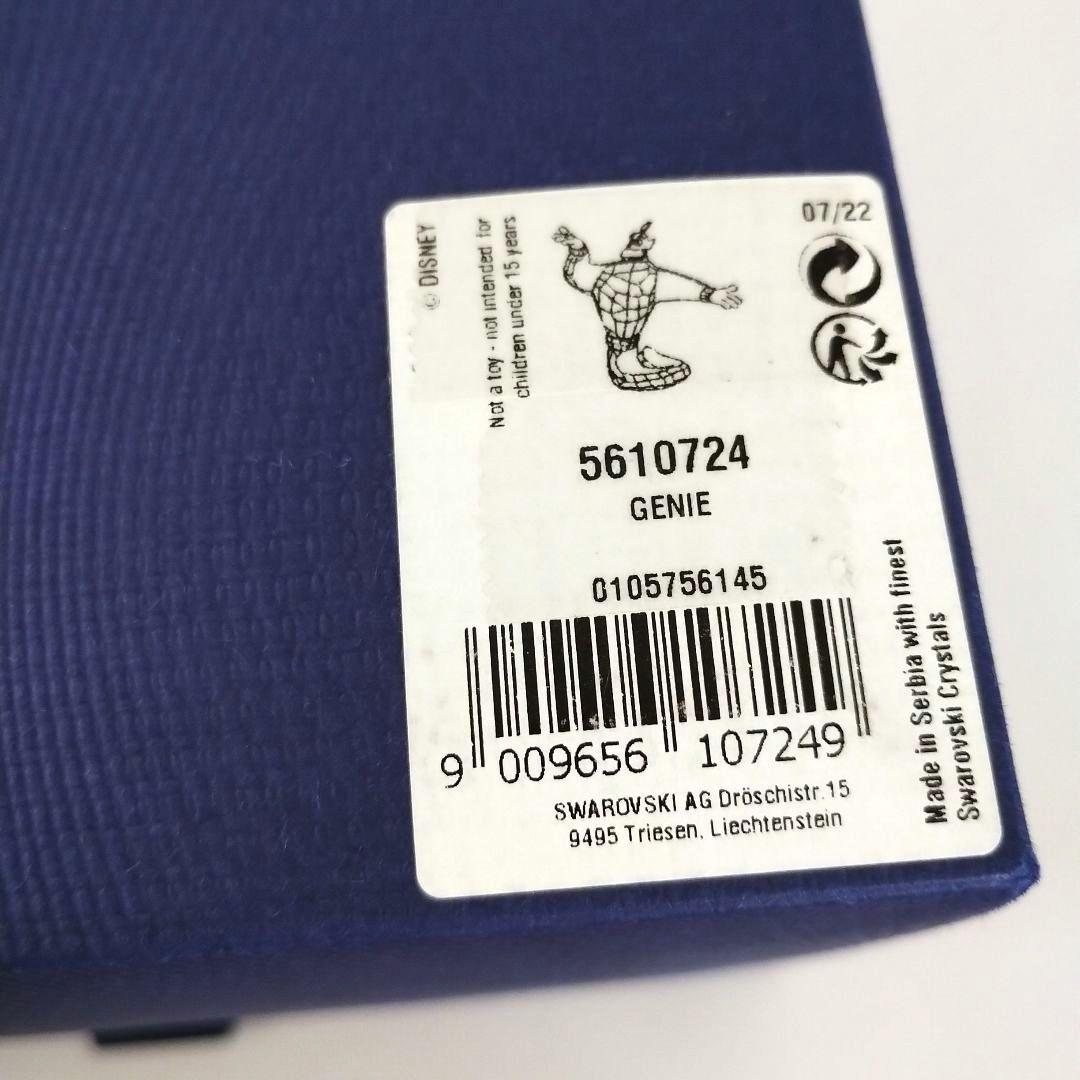 © DISNEY
Not a toy - not intended for
children under 15 years
07/22
5610724
GENIE
0105756145
9 009656 107249
SWAROVSKI AG Dröschistr.15
9495 Triesen, Liechtenstein
Made in Serbia with finest
Swarovski Crystals